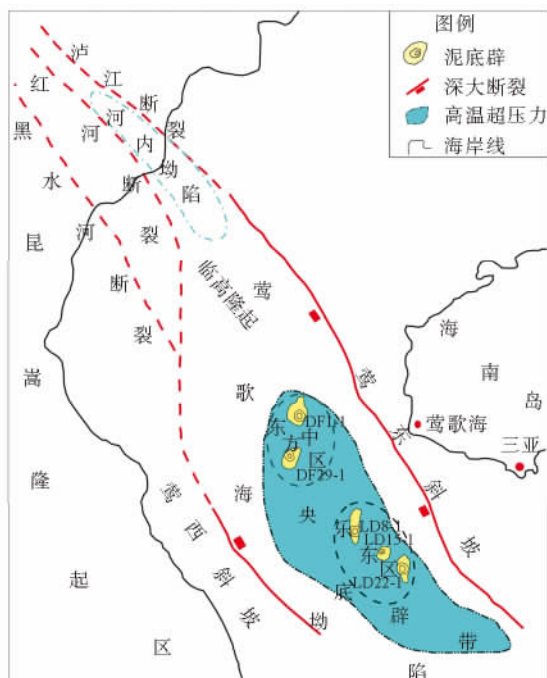 图例
泥底辟
深大断裂
高温超压力
海岸线
泸江断裂
红河断裂
黑水河断裂
河内坳陷
昆嵩隆起区
临高隆起
莺歌海坳陷
莺东斜坡
莺西斜坡
海南岛
莺歌海
三亚
中央底辟带
东方区
DF1-1
DF29-1
乐东区
LD8-1
LD15-1
LD22-1